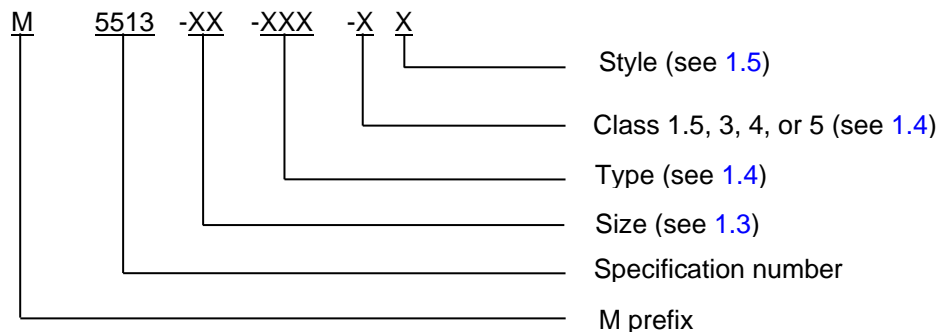 M 5513 -XX -XXX -X X
Style (see 1.5)
Class 1.5, 3, 4, or 5 (see 1.4)
Type (see 1.4)
Size (see 1.3)
Specification number
M prefix